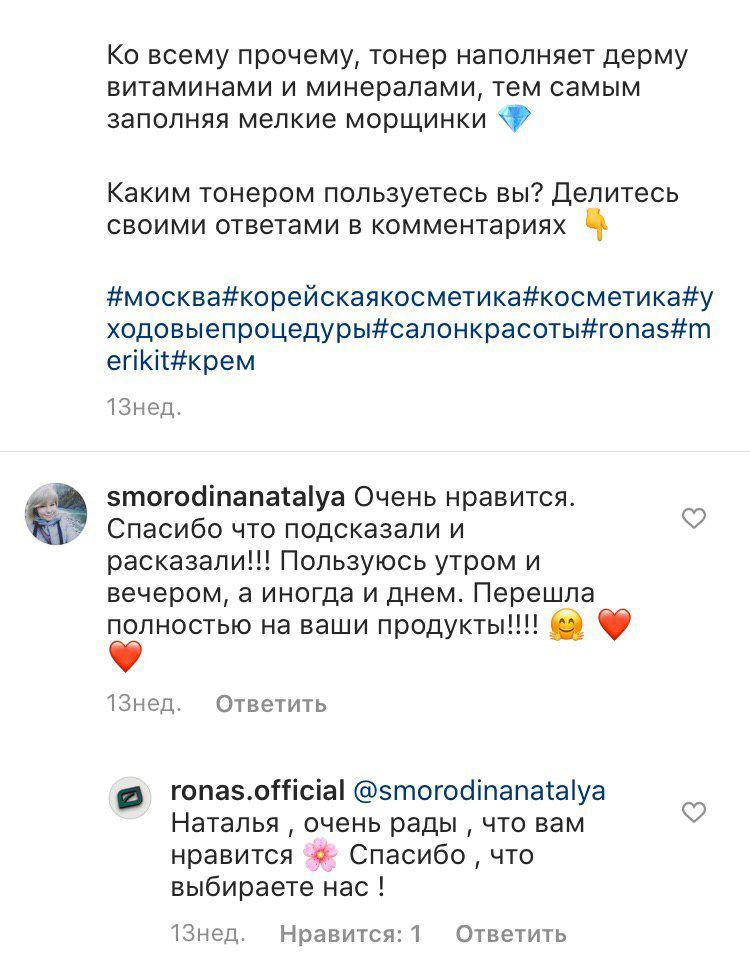 Ко всему прочему, тонер наполняет дерму
витаминами и минералами, тем самым
заполняя мелкие морщинки 💎
Каким тонером пользуетесь вы? Делитесь
своими ответами в комментариях 👇
#москва#корейскаякосметика#косметика#у
ходовыепроцедуры#салонкрасоты#ronas#m
erikit#крем
13нед.
smorodinanatalya Очень нравится.
Спасибо что подсказали и
расказали!!! Пользуюсь утром и
вечером, а иногда и днем. Перешла
полностью на ваши продукты!!!! 🤗 ❤️
❤️
13нед. Ответить
ronas.official @smorodinanatalya
Наталья , очень рады , что вам
нравится 🌸 Спасибо , что
выбираете нас !
13нед. Нравится: 1 Ответить